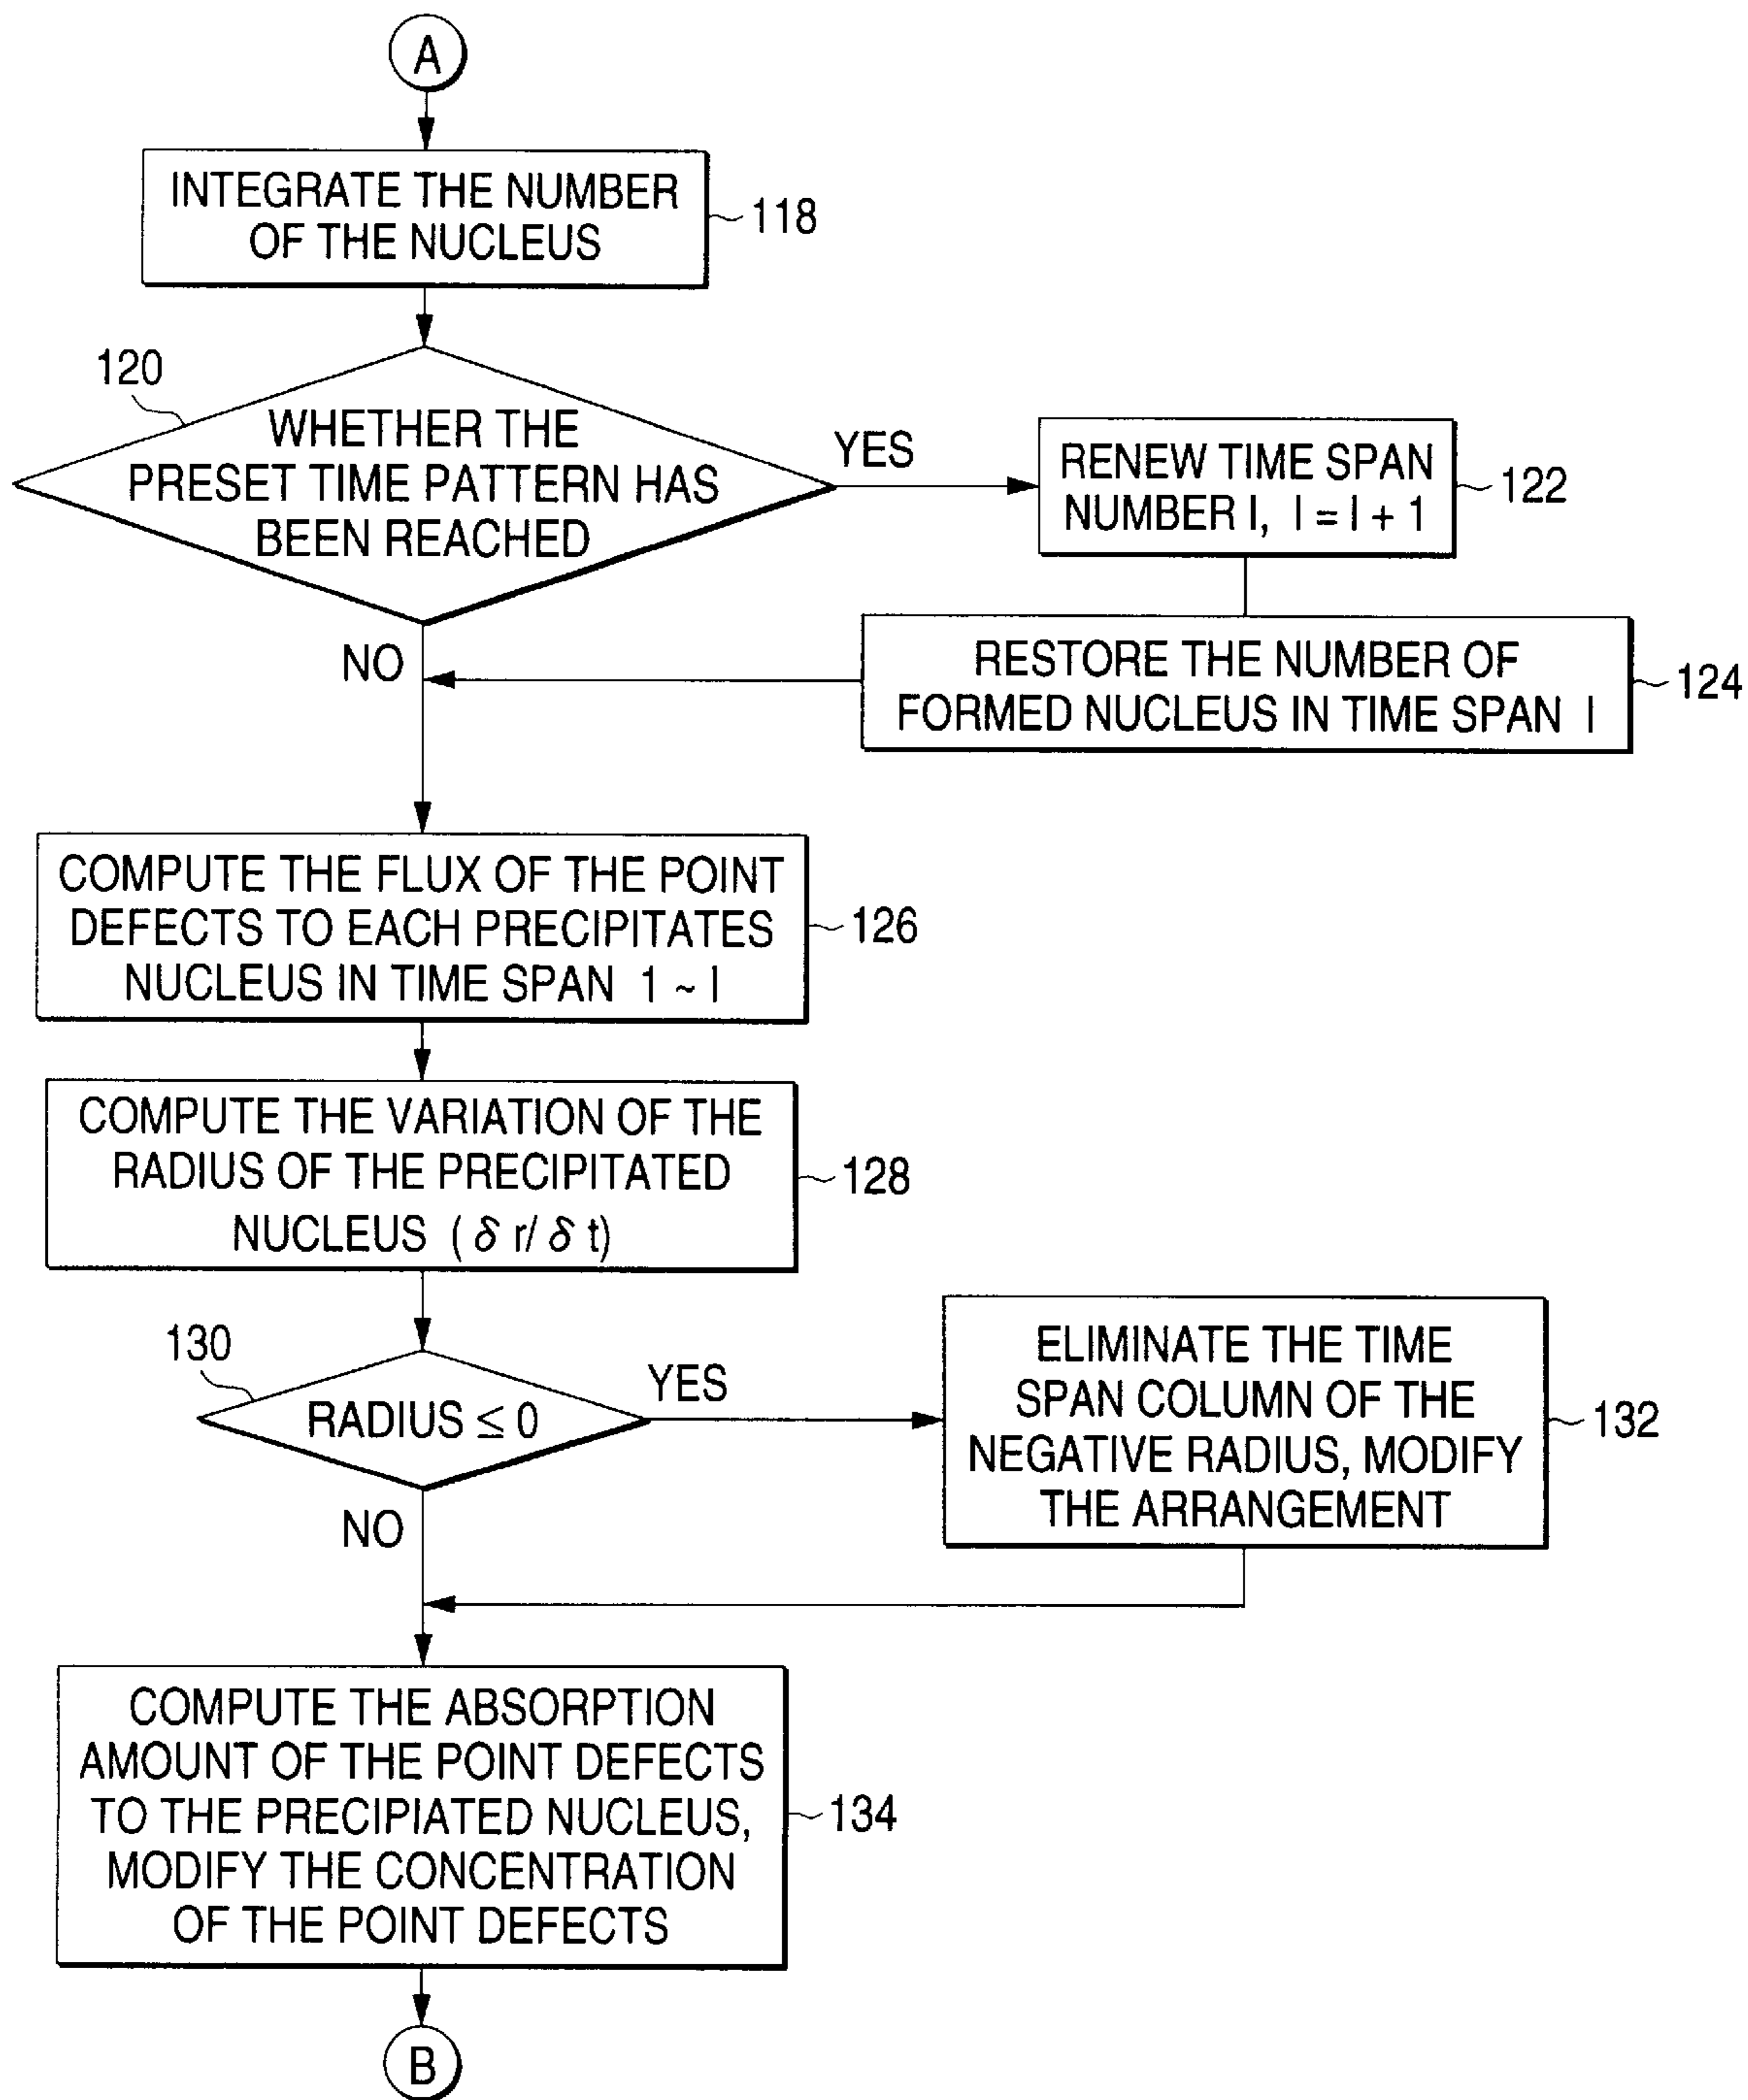 A
INTEGRATE THE NUMBER
OF THE NUCLEUS
118
120
WHETHER THE
PRESET TIME PATTERN HAS
BEEN REACHED
YES
RENEW TIME SPAN
NUMBER I, I = I + 1
122
NO
RESTORE THE NUMBER OF
FORMED NUCLEUS IN TIME SPAN I
124
COMPUTE THE FLUX OF THE POINT
DEFECTS TO EACH PRECIPITATES
NUCLEUS IN TIME SPAN 1 ~ I
126
COMPUTE THE VARIATION OF THE
RADIUS OF THE PRECIPITATED
NUCLEUS ( δ r/ δ t)
128
130
RADIUS ≤ 0
YES
ELIMINATE THE TIME
SPAN COLUMN OF THE
NEGATIVE RADIUS, MODIFY
THE ARRANGEMENT
132
NO
COMPUTE THE ABSORPTION
AMOUNT OF THE POINT DEFECTS
TO THE PRECIPIATED NUCLEUS,
MODIFY THE CONCENTRATION
OF THE POINT DEFECTS
134
B